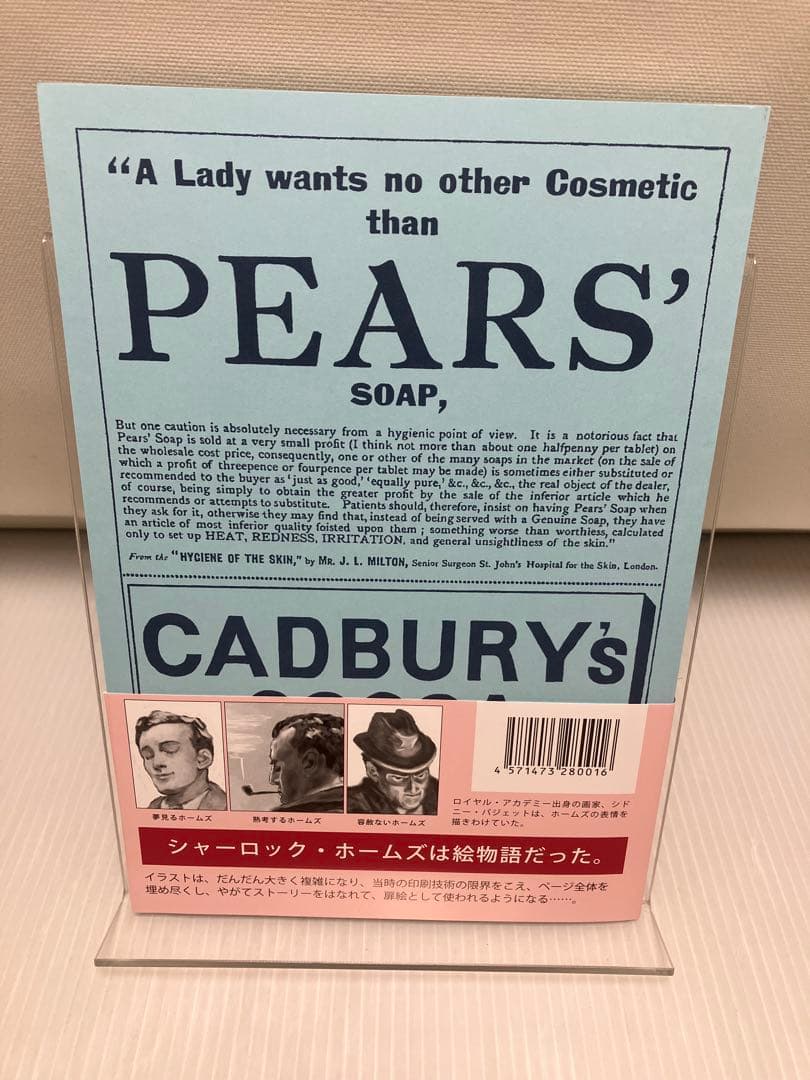 “A Lady wants no other Cosmetic
than
PEARS’
SOAP,
But one caution is absolutely necessary from a hygienic point of view. It is a notorious fact that
Pears' Soap is sold at a very small profit (I think not more than about one halfpenny per tablet) on
the wholesale cost price, consequently, one or other of the many soaps in the market (on the sale of
which a profit of threepence or fourpence per tablet may be made) is sometimes either substituted or
recommended to the buyer as ‘just as good,’ ‘equally pure,’ &c., &c., &c., the real object of the dealer,
of course, being simply to obtain the greater profit by the sale of the inferior article which he
recommends or attempts to substitute. Patients should, therefore, insist on having Pears' Soap when
they ask for it, otherwise they may find that, instead of being served with a Genuine Soap, they have
an article of most inferior quality foisted upon them ; something worse than worthless, calculated
only to set up HEAT, REDNESS, IRRITATION, and general unsightliness of the skin.”
From the “HYGIENE OF THE SKIN,” by MR. J. L. MILTON, Senior Surgeon St. John's Hospital for the Skin, London.
CADBURY's
夢見るホームズ
熟考するホームズ
容赦ないホームズ
4 571473 280016
ロイヤル・アカデミー出身の画家、シド
ニー・パジェットは、ホームズの表情を
描きわけていた。
シャーロック・ホームズは絵物語だった。
イラストは、だんだん大きく複雑になり、当時の印刷技術の限界をこえ、ページ全体を
埋め尽くし、やがてストーリーをはなれて、扉絵として使われるようになる……。